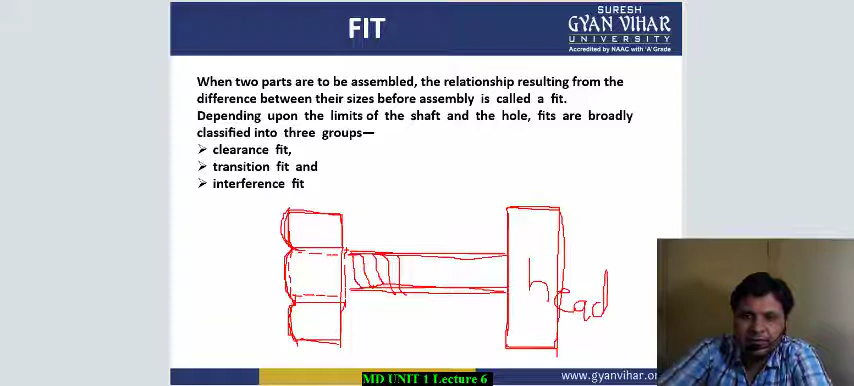 FIT
SURESH
GYAN VIHAR
UNIVERSITY
Accredited by NAAC with 'A' Grade
When two parts are to be assembled, the relationship resulting from the
difference between their sizes before assembly is called a fit.
Depending upon the limits of the shaft and the hole, fits are broadly
classified into three groups—
➢ clearance fit,
➢ transition fit and
➢ interference fit
head
MD UNIT 1 Lecture 6
www.gyanvihar.or